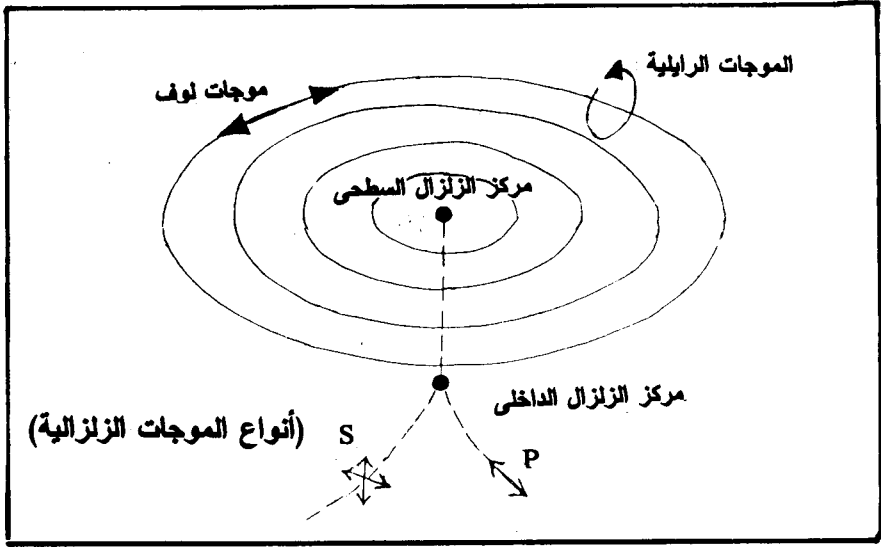 الموجات الرايلية
موجات لوف
مركز الزلزال السطحى
مركز الزلزال الداخلى
(أنواع الموجات الزلزالية)
S
P